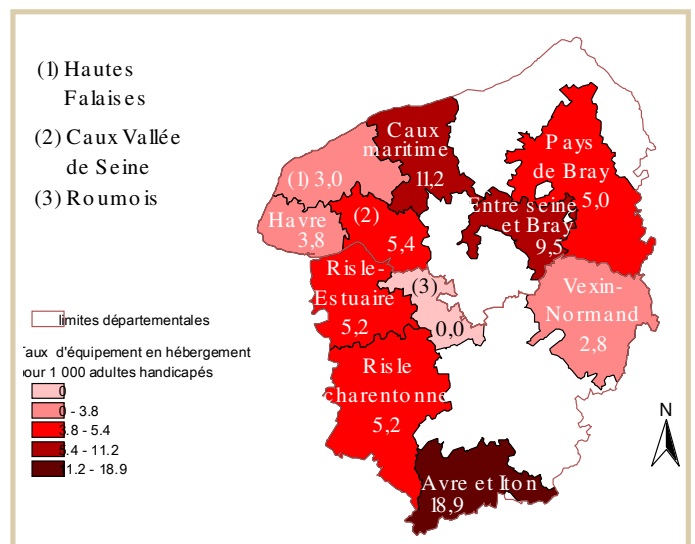 (1) Hautes
Falaises
(2) Caux Vallée
de Seine
(3) Roumois
Caux
maritime
11,2
Pays
de Bray
5,0
(1) 3,0
Havre
3,8
(2)
5,4
Entre seine
et Bray
9,5
Risle-
Estuaire
5,2
(3)
0,0
Vexin-
Normand
2,8
Risle
charentonne
5,2
Avre et Iton
18,9
N
limites départementales
Taux d'équipement en hébergement
pour 1 000 adultes handicapés
0
0 - 3.8
3.8 - 5.4
5.4 - 11.2
11.2 - 18.9